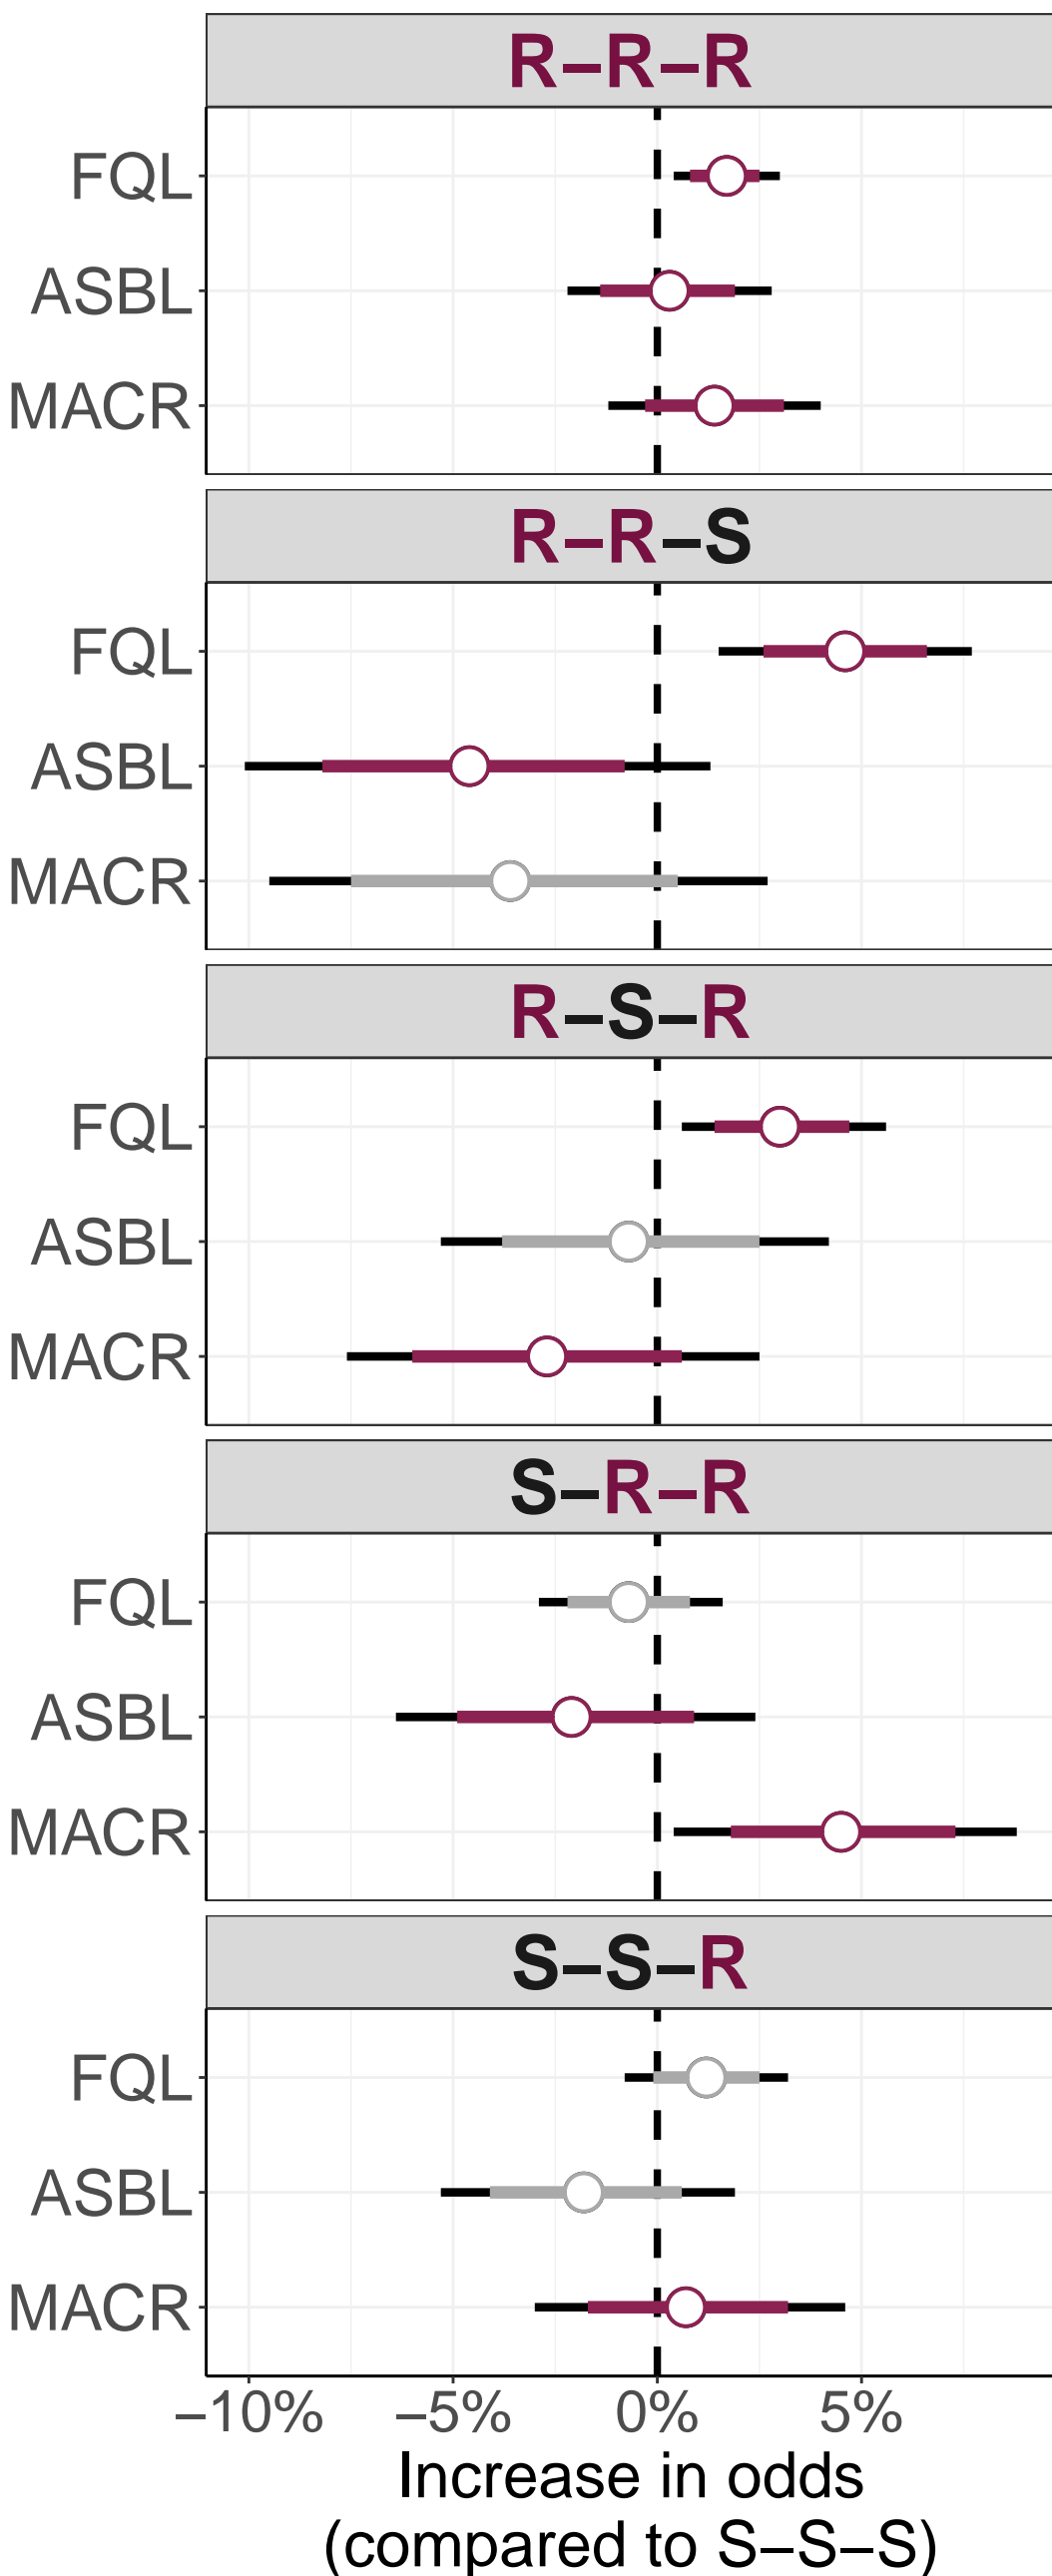 R–R–R
FQL
ASBL
MACR
R–R–S
FQL
ASBL
MACR
R–S–R
FQL
ASBL
MACR
S–R–R
FQL
ASBL
MACR
S–S–R
FQL
ASBL
MACR
–10% –5% 0% 5%
Increase in odds
(compared to S–S–S)